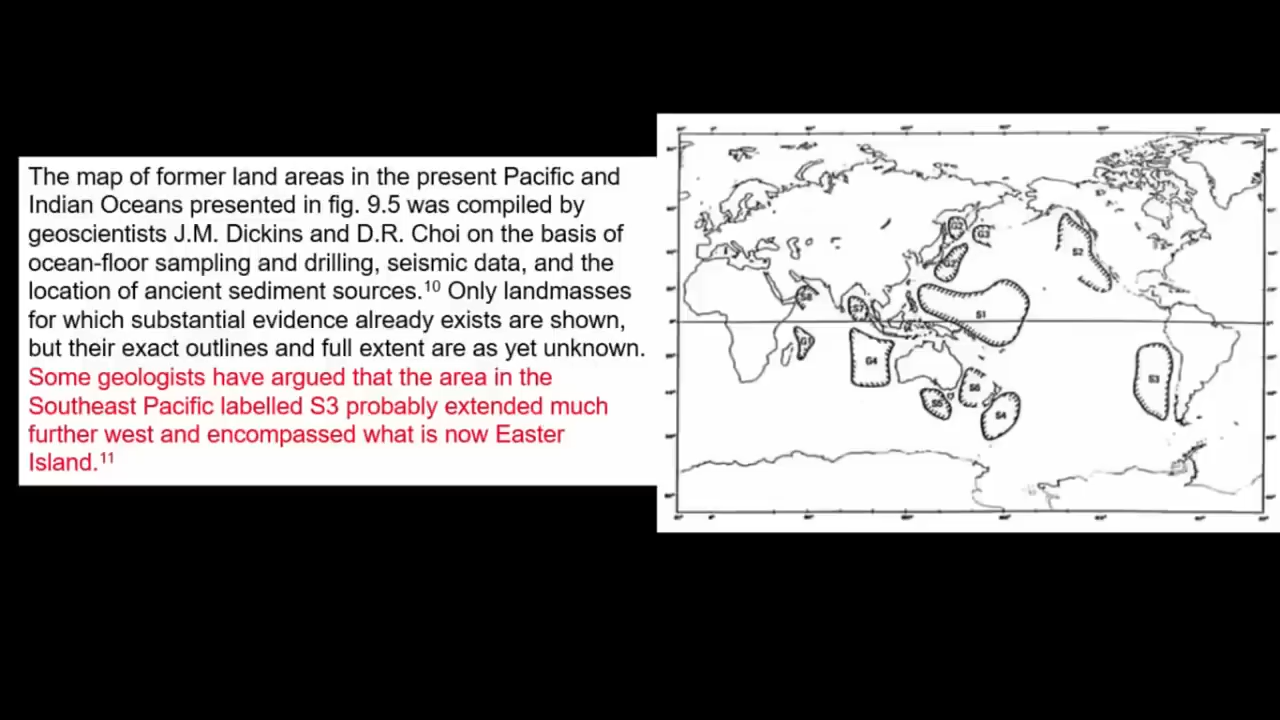 The map of former land areas in the present Pacific and
Indian Oceans presented in fig. 9.5 was compiled by
geoscientists J.M. Dickins and D.R. Choi on the basis of
ocean-floor sampling and drilling, seismic data, and the
location of ancient sediment sources.¹⁰ Only landmasses
for which substantial evidence already exists are shown,
but their exact outlines and full extent are as yet unknown.
Some geologists have argued that the area in the
Southeast Pacific labelled S3 probably extended much
further west and encompassed what is now Easter
Island.¹¹
S2
S1
G4
S3
S6
S5
S4